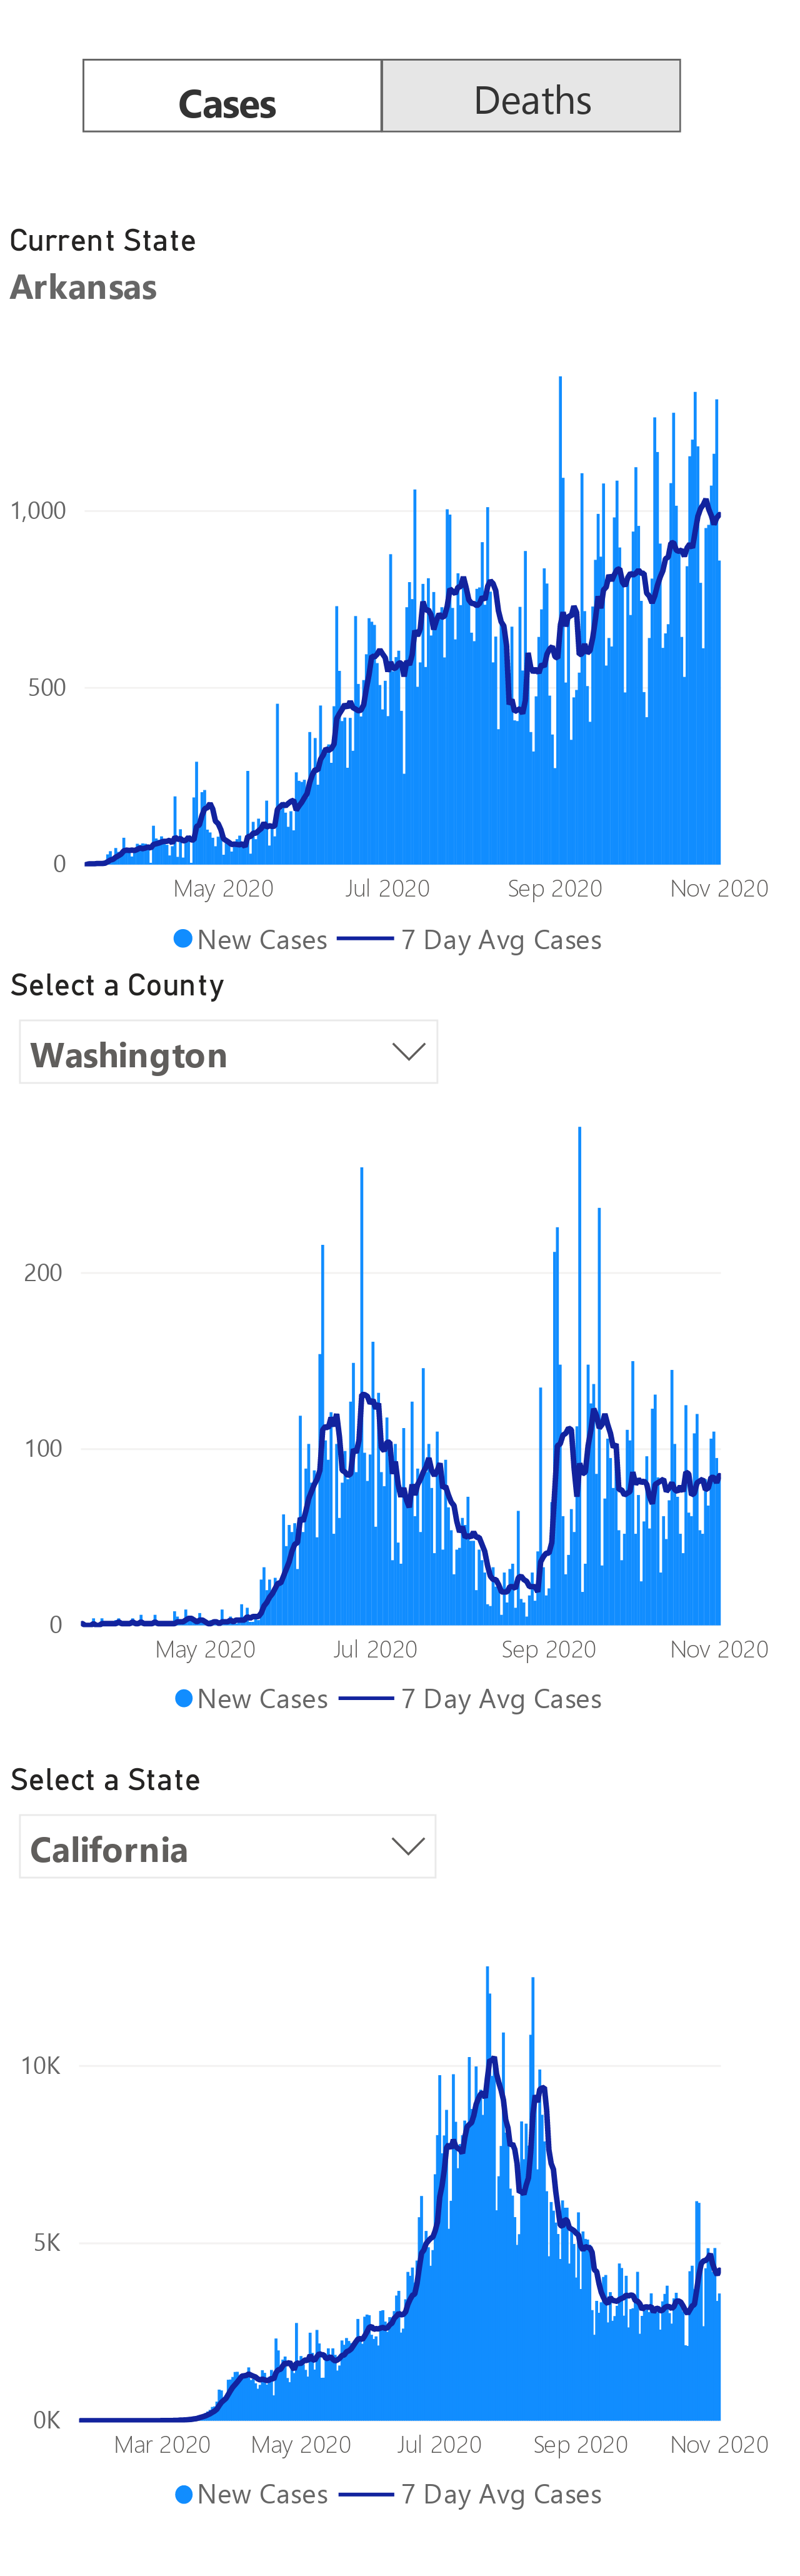 Cases Deaths
Current State
Arkansas
1,000
500
0
May 2020 Jul 2020 Sep 2020 Nov 2020
New Cases 7 Day Avg Cases
Select a County
Washington
200
100
0
May 2020 Jul 2020 Sep 2020 Nov 2020
New Cases 7 Day Avg Cases
Select a State
California
10K
5K
0K
Mar 2020 May 2020 Jul 2020 Sep 2020 Nov 2020
New Cases 7 Day Avg Cases